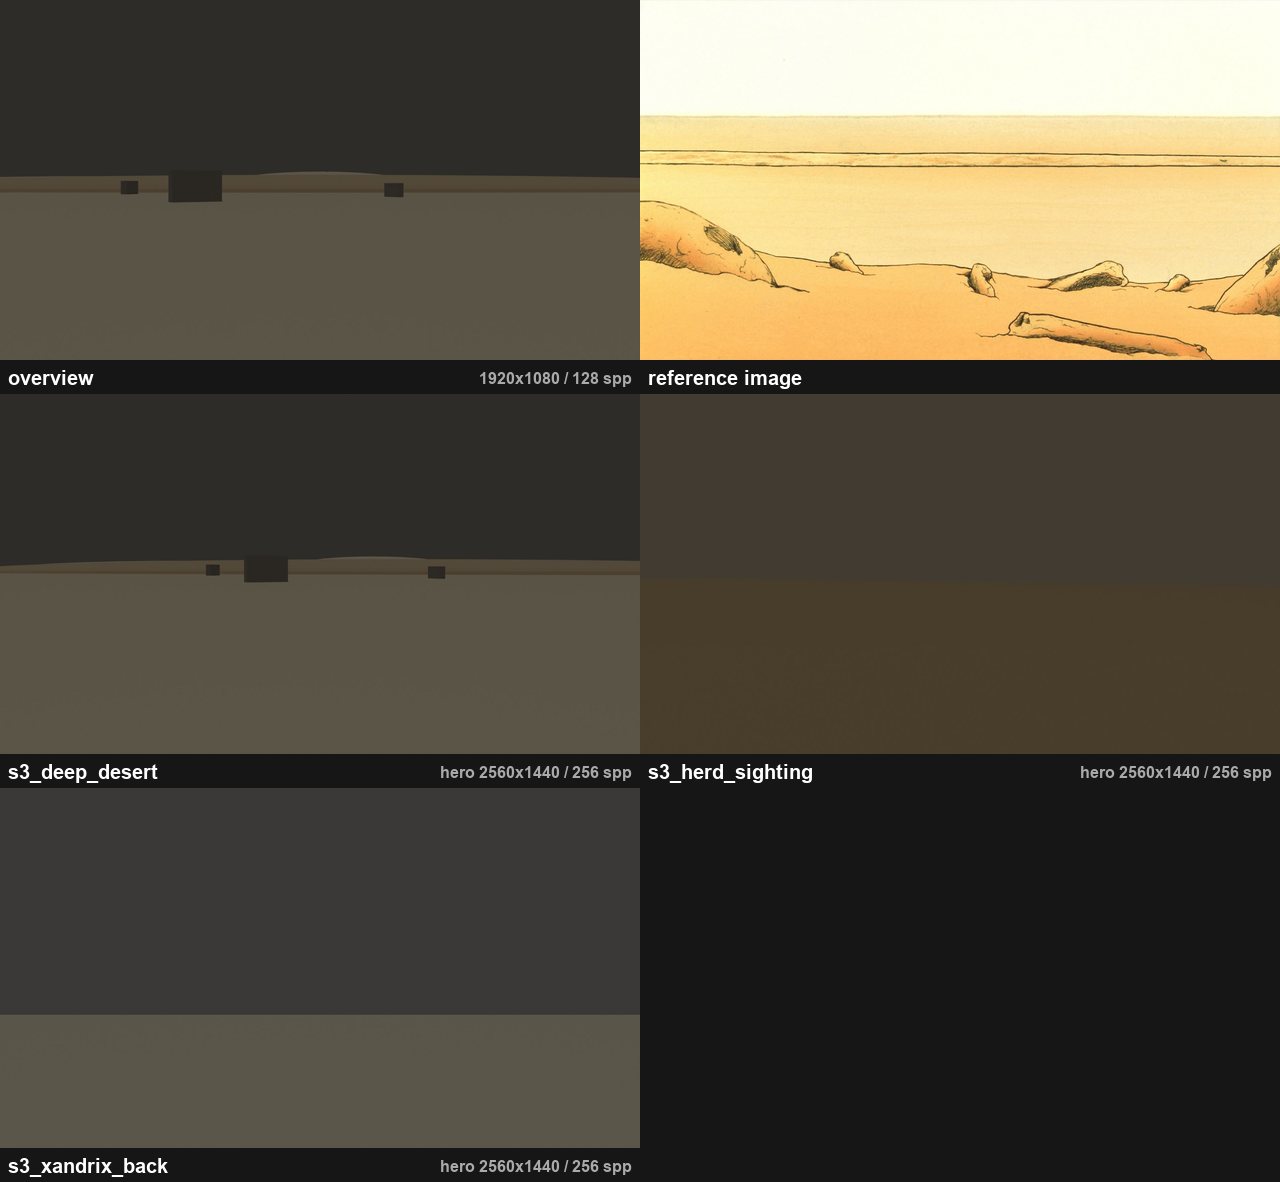 overview
1920x1080 / 128 spp
reference image
s3_deep_desert
hero 2560x1440 / 256 spp
s3_herd_sighting
hero 2560x1440 / 256 spp
s3_xandrix_back
hero 2560x1440 / 256 spp